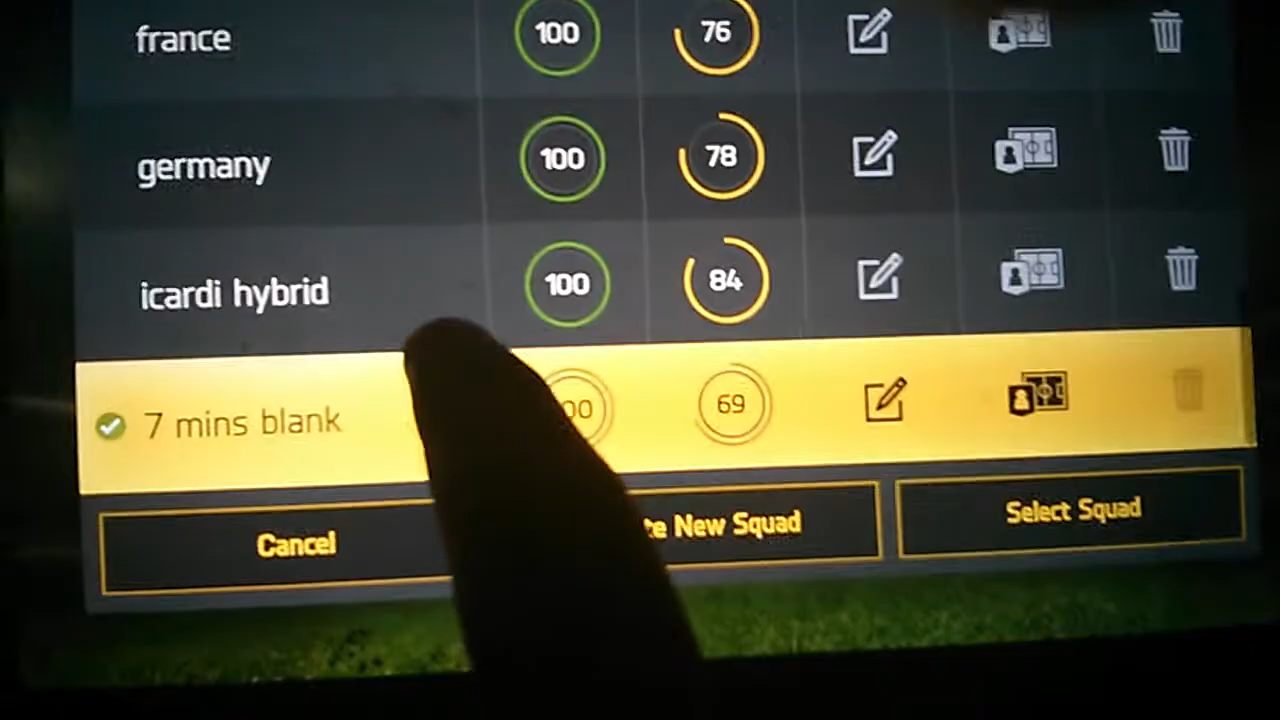 france 100 76
germany 100 78
icardi hybrid 100 84
7 mins blank 69
Cancel New Squad Select Squad